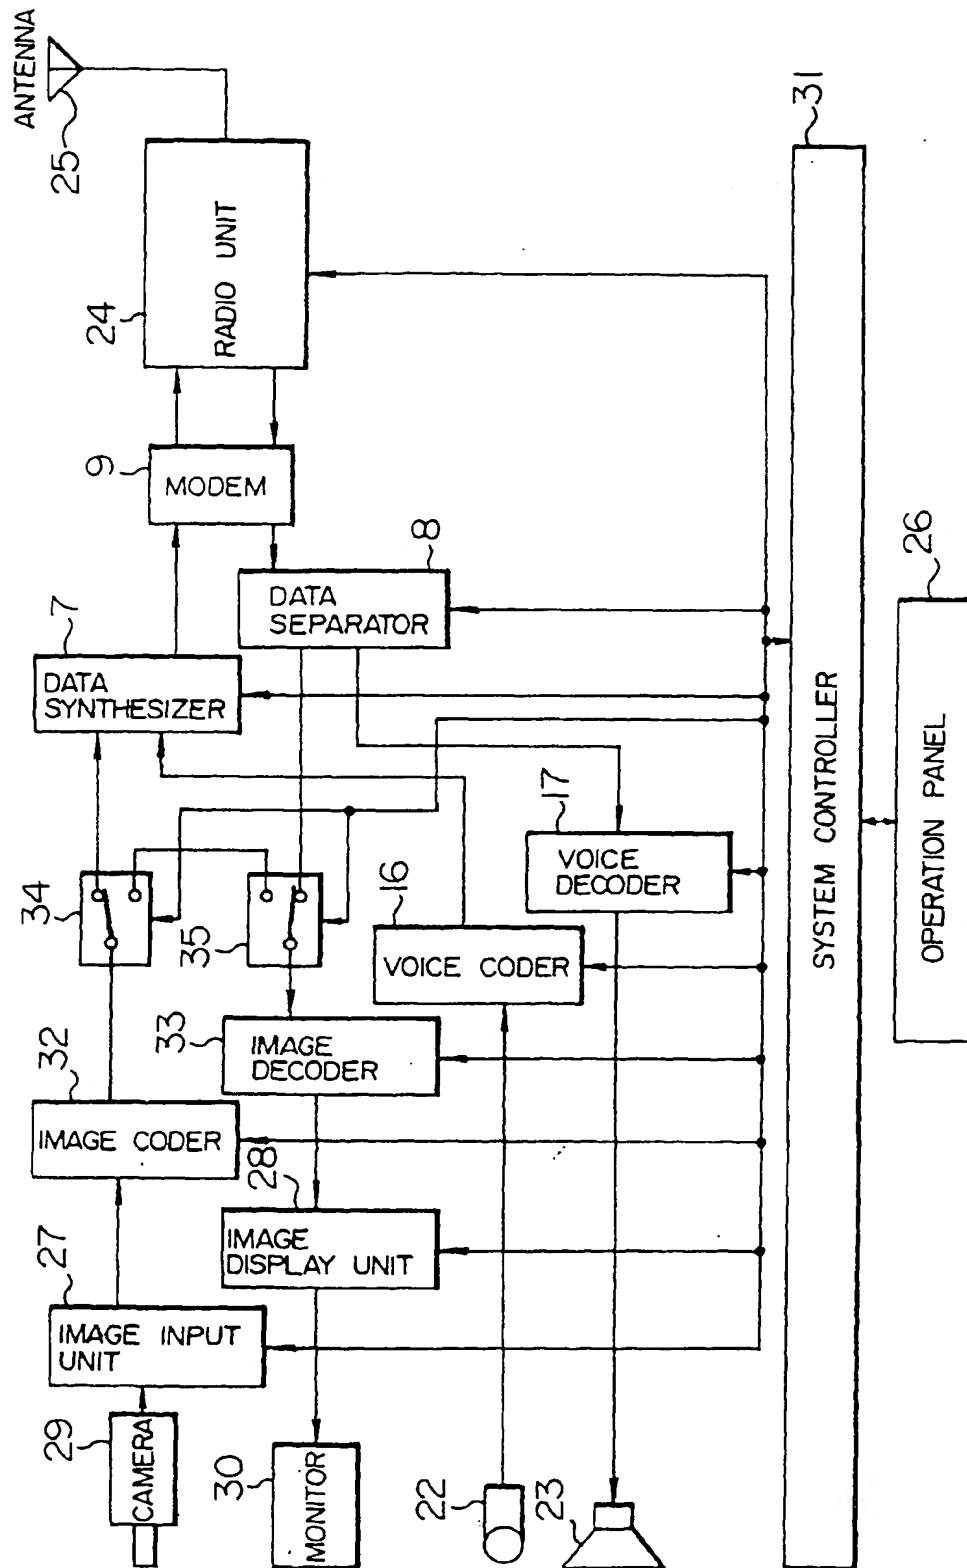 ANTENNA
25
24
RADIO UNIT
9
MODEM
8
DATA
SEPARATOR
7
DATA
SYNTHESIZER
34
35
17
VOICE
DECODER
16
VOICE CODER
33
IMAGE
DECODER
32
IMAGE CODER
28
IMAGE
DISPLAY UNIT
27
IMAGE INPUT
UNIT
29
CAMERA
30
MONITOR
22
23
31
SYSTEM CONTROLLER
26
OPERATION PANEL